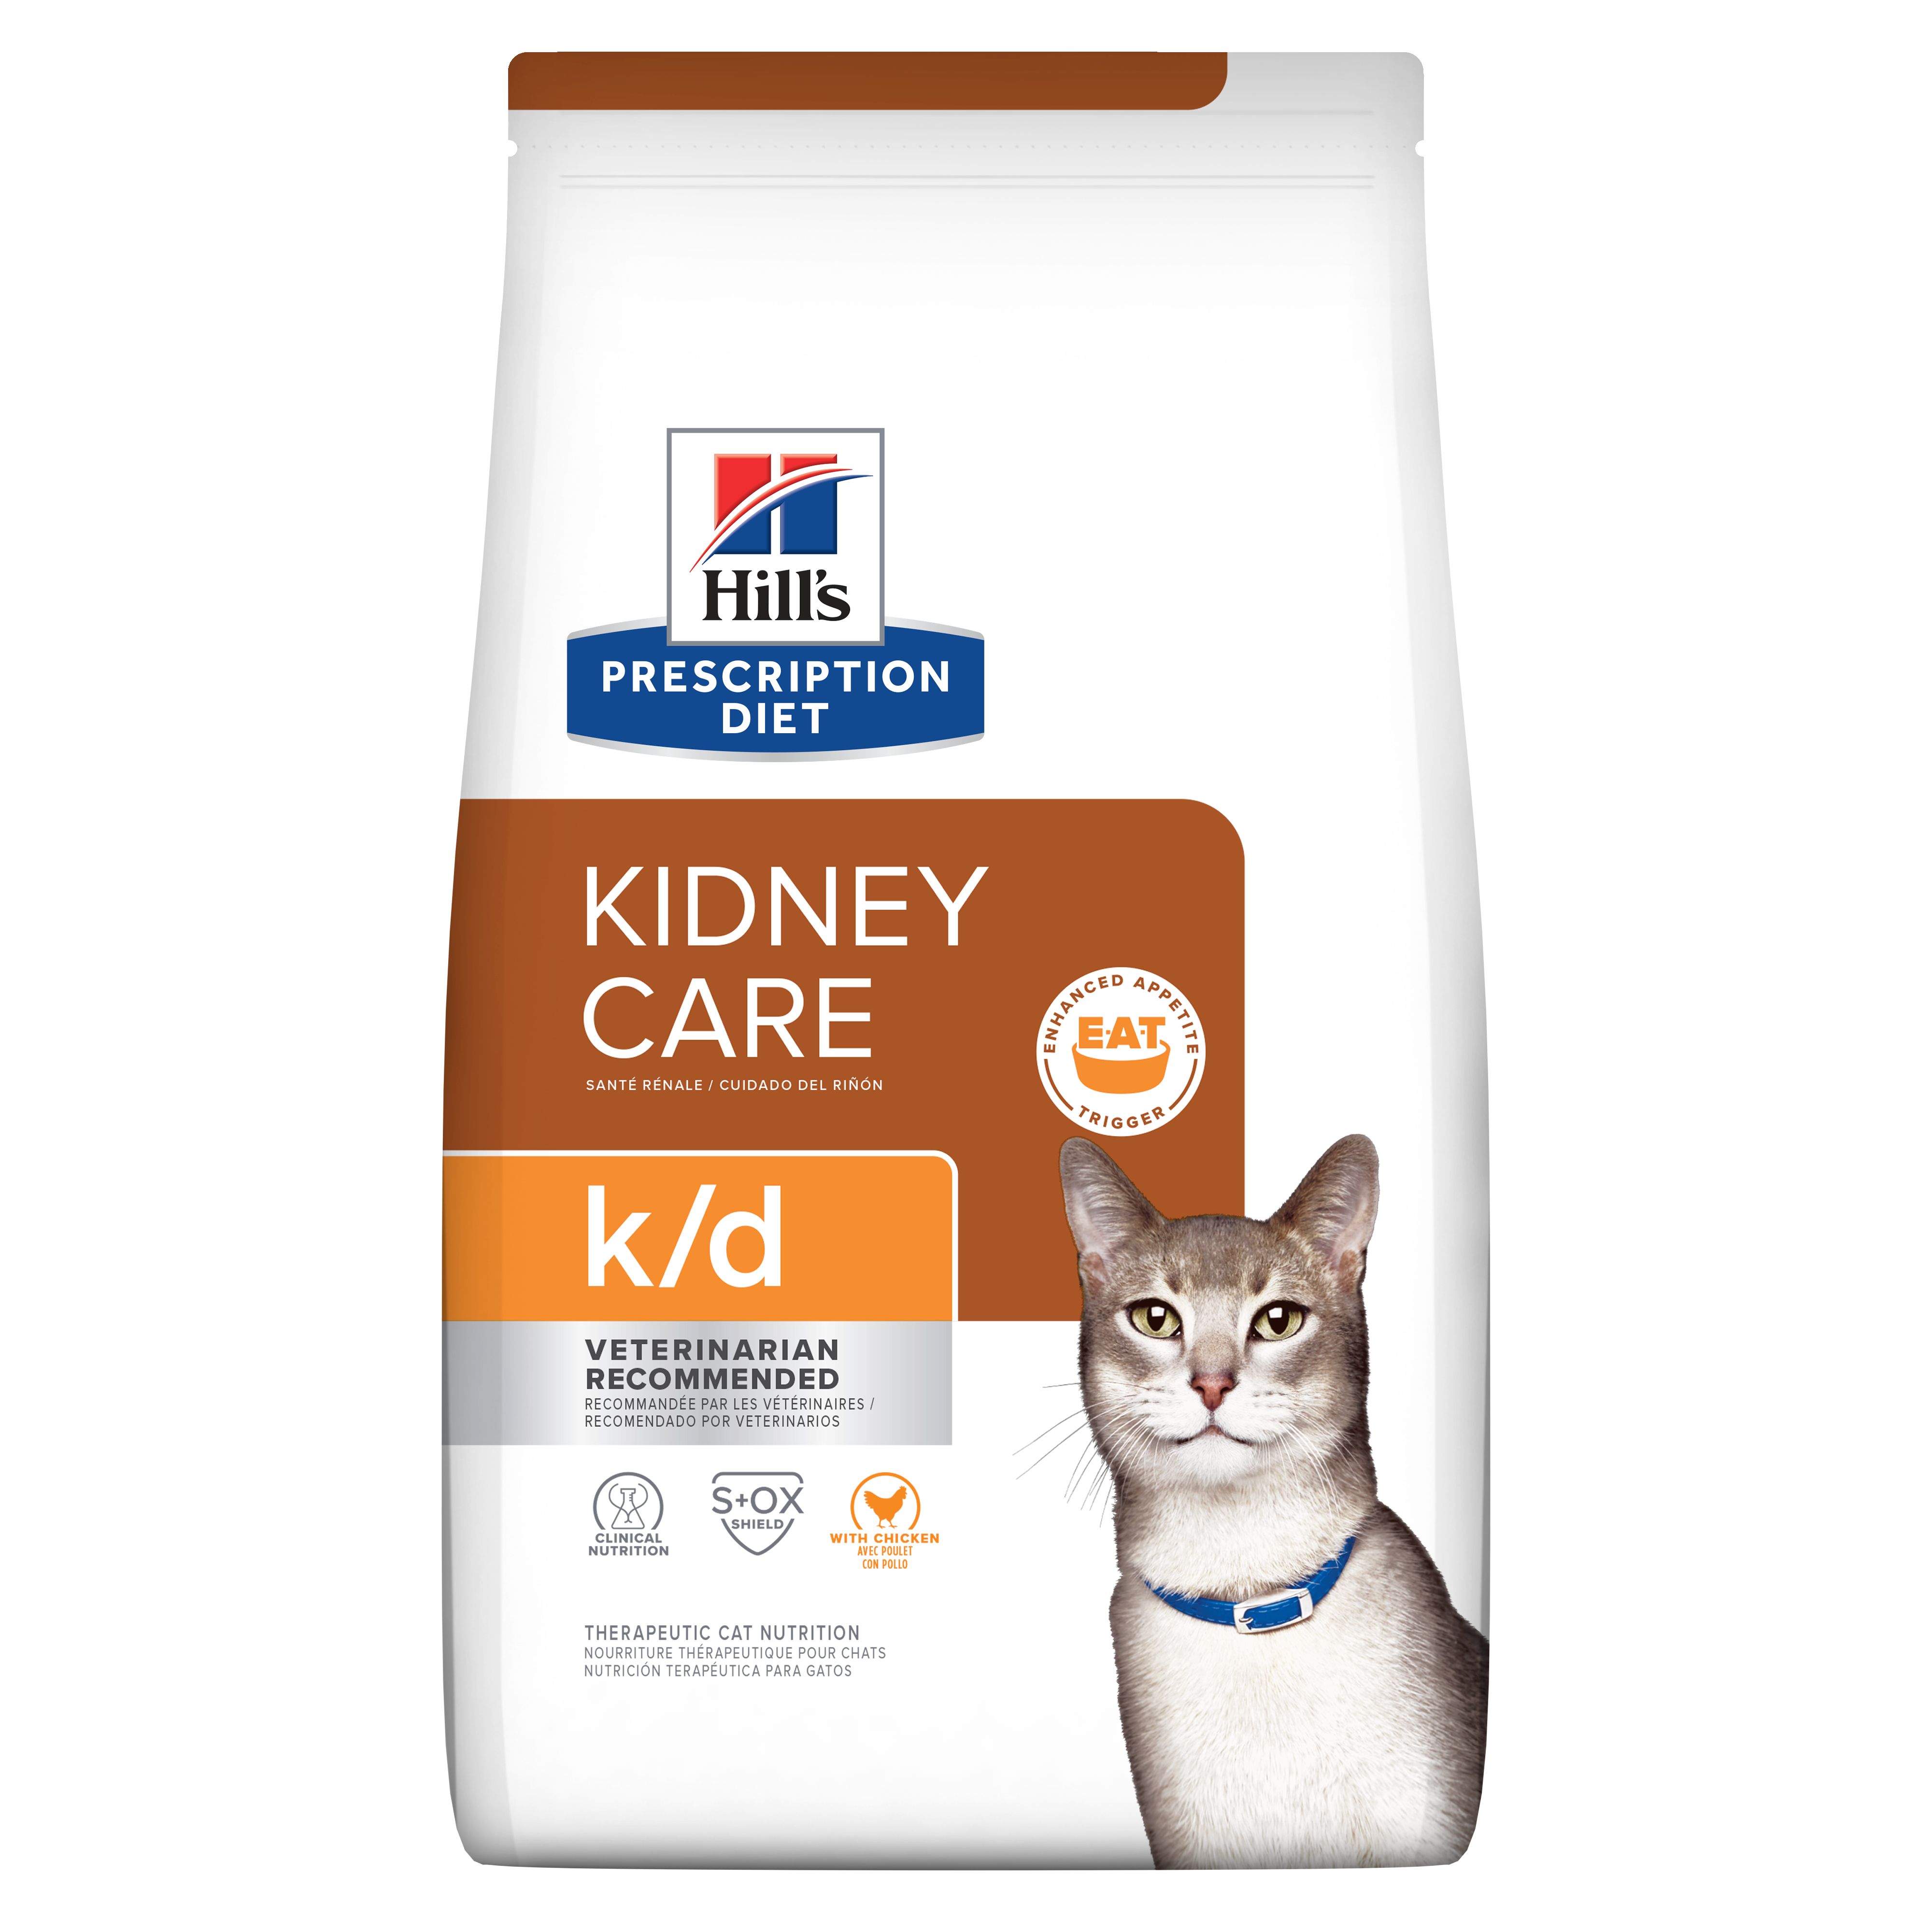 Hill's
PRESCRIPTION
DIET
KIDNEY
CARE
SANTÉ RÉNALE / CUIDADO DEL RIÑÓN
ENHANCED APPETITE
E·A·T
TRIGGER
k/d
VETERINARIAN
RECOMMENDED
RECOMMANDÉE PAR LES VÉTÉRINAIRES /
RECOMENDADO POR VETERINARIOS
CLINICAL
NUTRITION
S+OX
SHIELD
WITH CHICKEN
AVEC POULET
CON POLLO
THERAPEUTIC CAT NUTRITION
NOURRITURE THÉRAPEUTIQUE POUR CHATS
NUTRICIÓN TERAPÉUTICA PARA GATOS